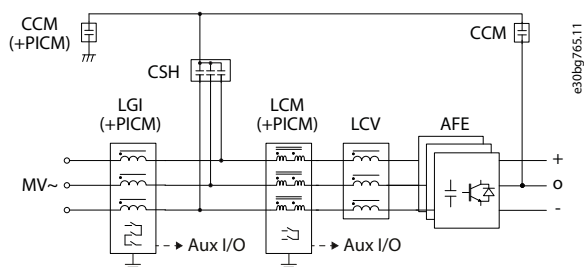 CCM
(+PICM)
CCM
CSH
LGI
(+PICM)
LCM
(+PICM)
LCV
AFE
MV~
+
o
-
Aux I/O
Aux I/O
e30bg765.11